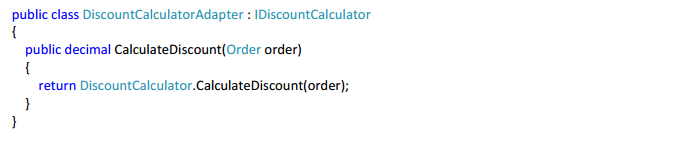 public class DiscountCalculatorAdapter : IDiscountCalculator
{
public decimal CalculateDiscount(Order order)
{
return DiscountCalculator.CalculateDiscount(order);
}
}